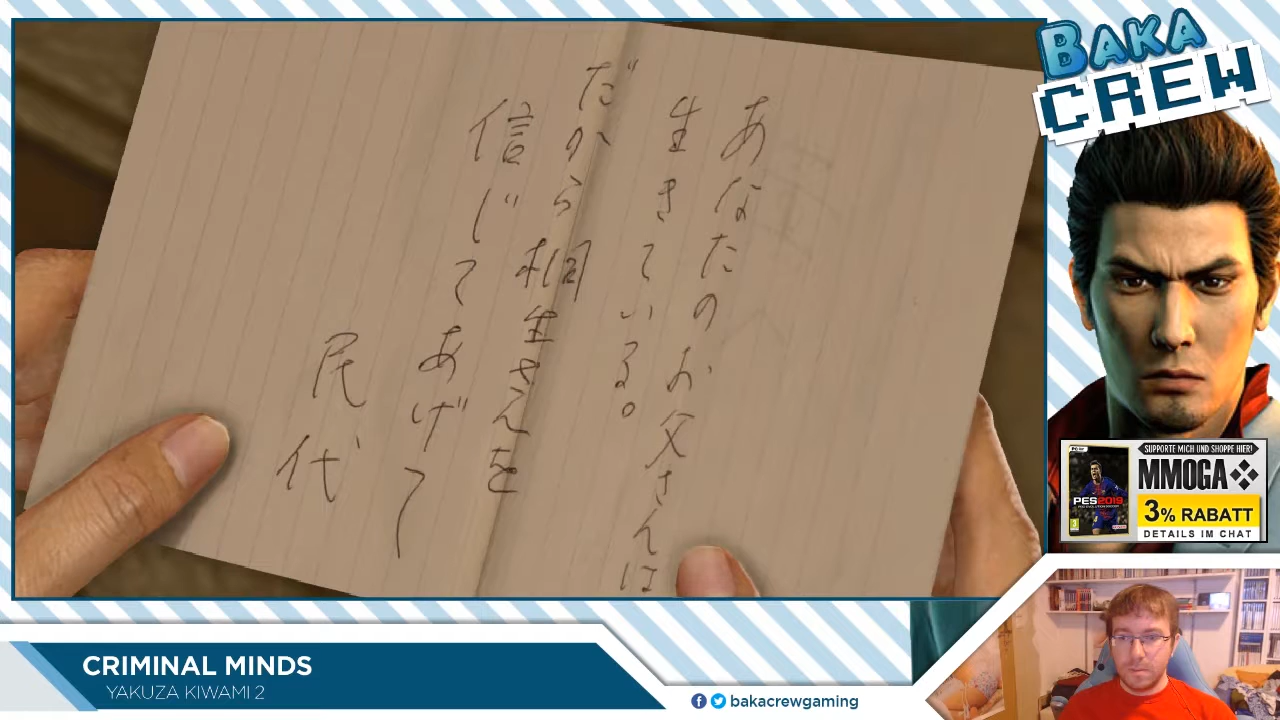 あなたのお父さんは
生きている。
だから相生さんを
信じてあげて
民代
BAKA
CREW
SUPPORTE MICH UND SHOPPE HIER!
MMOGA
PES2019
3% RABATT
DETAILS IM CHAT
CRIMINAL MINDS
YAKUZA KIWAMI 2
bakacrewgaming